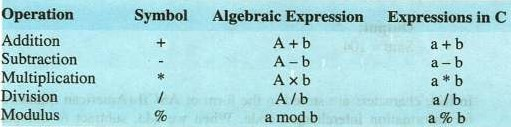 Operation Symbol Algebraic Expression Expressions in C
Addition + A + b a + b
Subtraction - A – b a – b
Multiplication * A × b a * b
Division / A / b a / b
Modulus % a mod b a % b